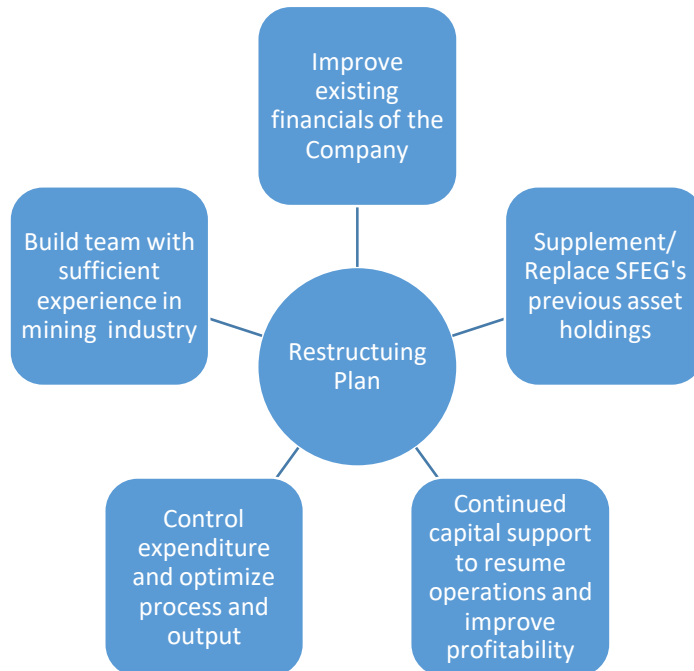 Improve
existing
financials of the
Company
Build team with
sufficient
experience in
mining industry
Supplement/
Replace SFEG's
previous asset
holdings
Restructuing
Plan
Control
expenditure
and optimize
process and
output
Continued
capital support
to resume
operations and
improve
profitability